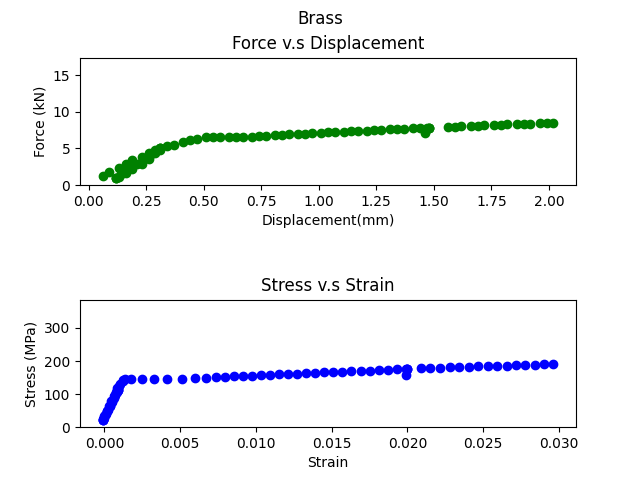 Brass
Force v.s Displacement
15
10
5
0
Force (kN)
0.00 0.25 0.50 0.75 1.00 1.25 1.50 1.75 2.00
Displacement(mm)
Stress v.s Strain
300
200
100
0
Stress (MPa)
0.000 0.005 0.010 0.015 0.020 0.025 0.030
Strain